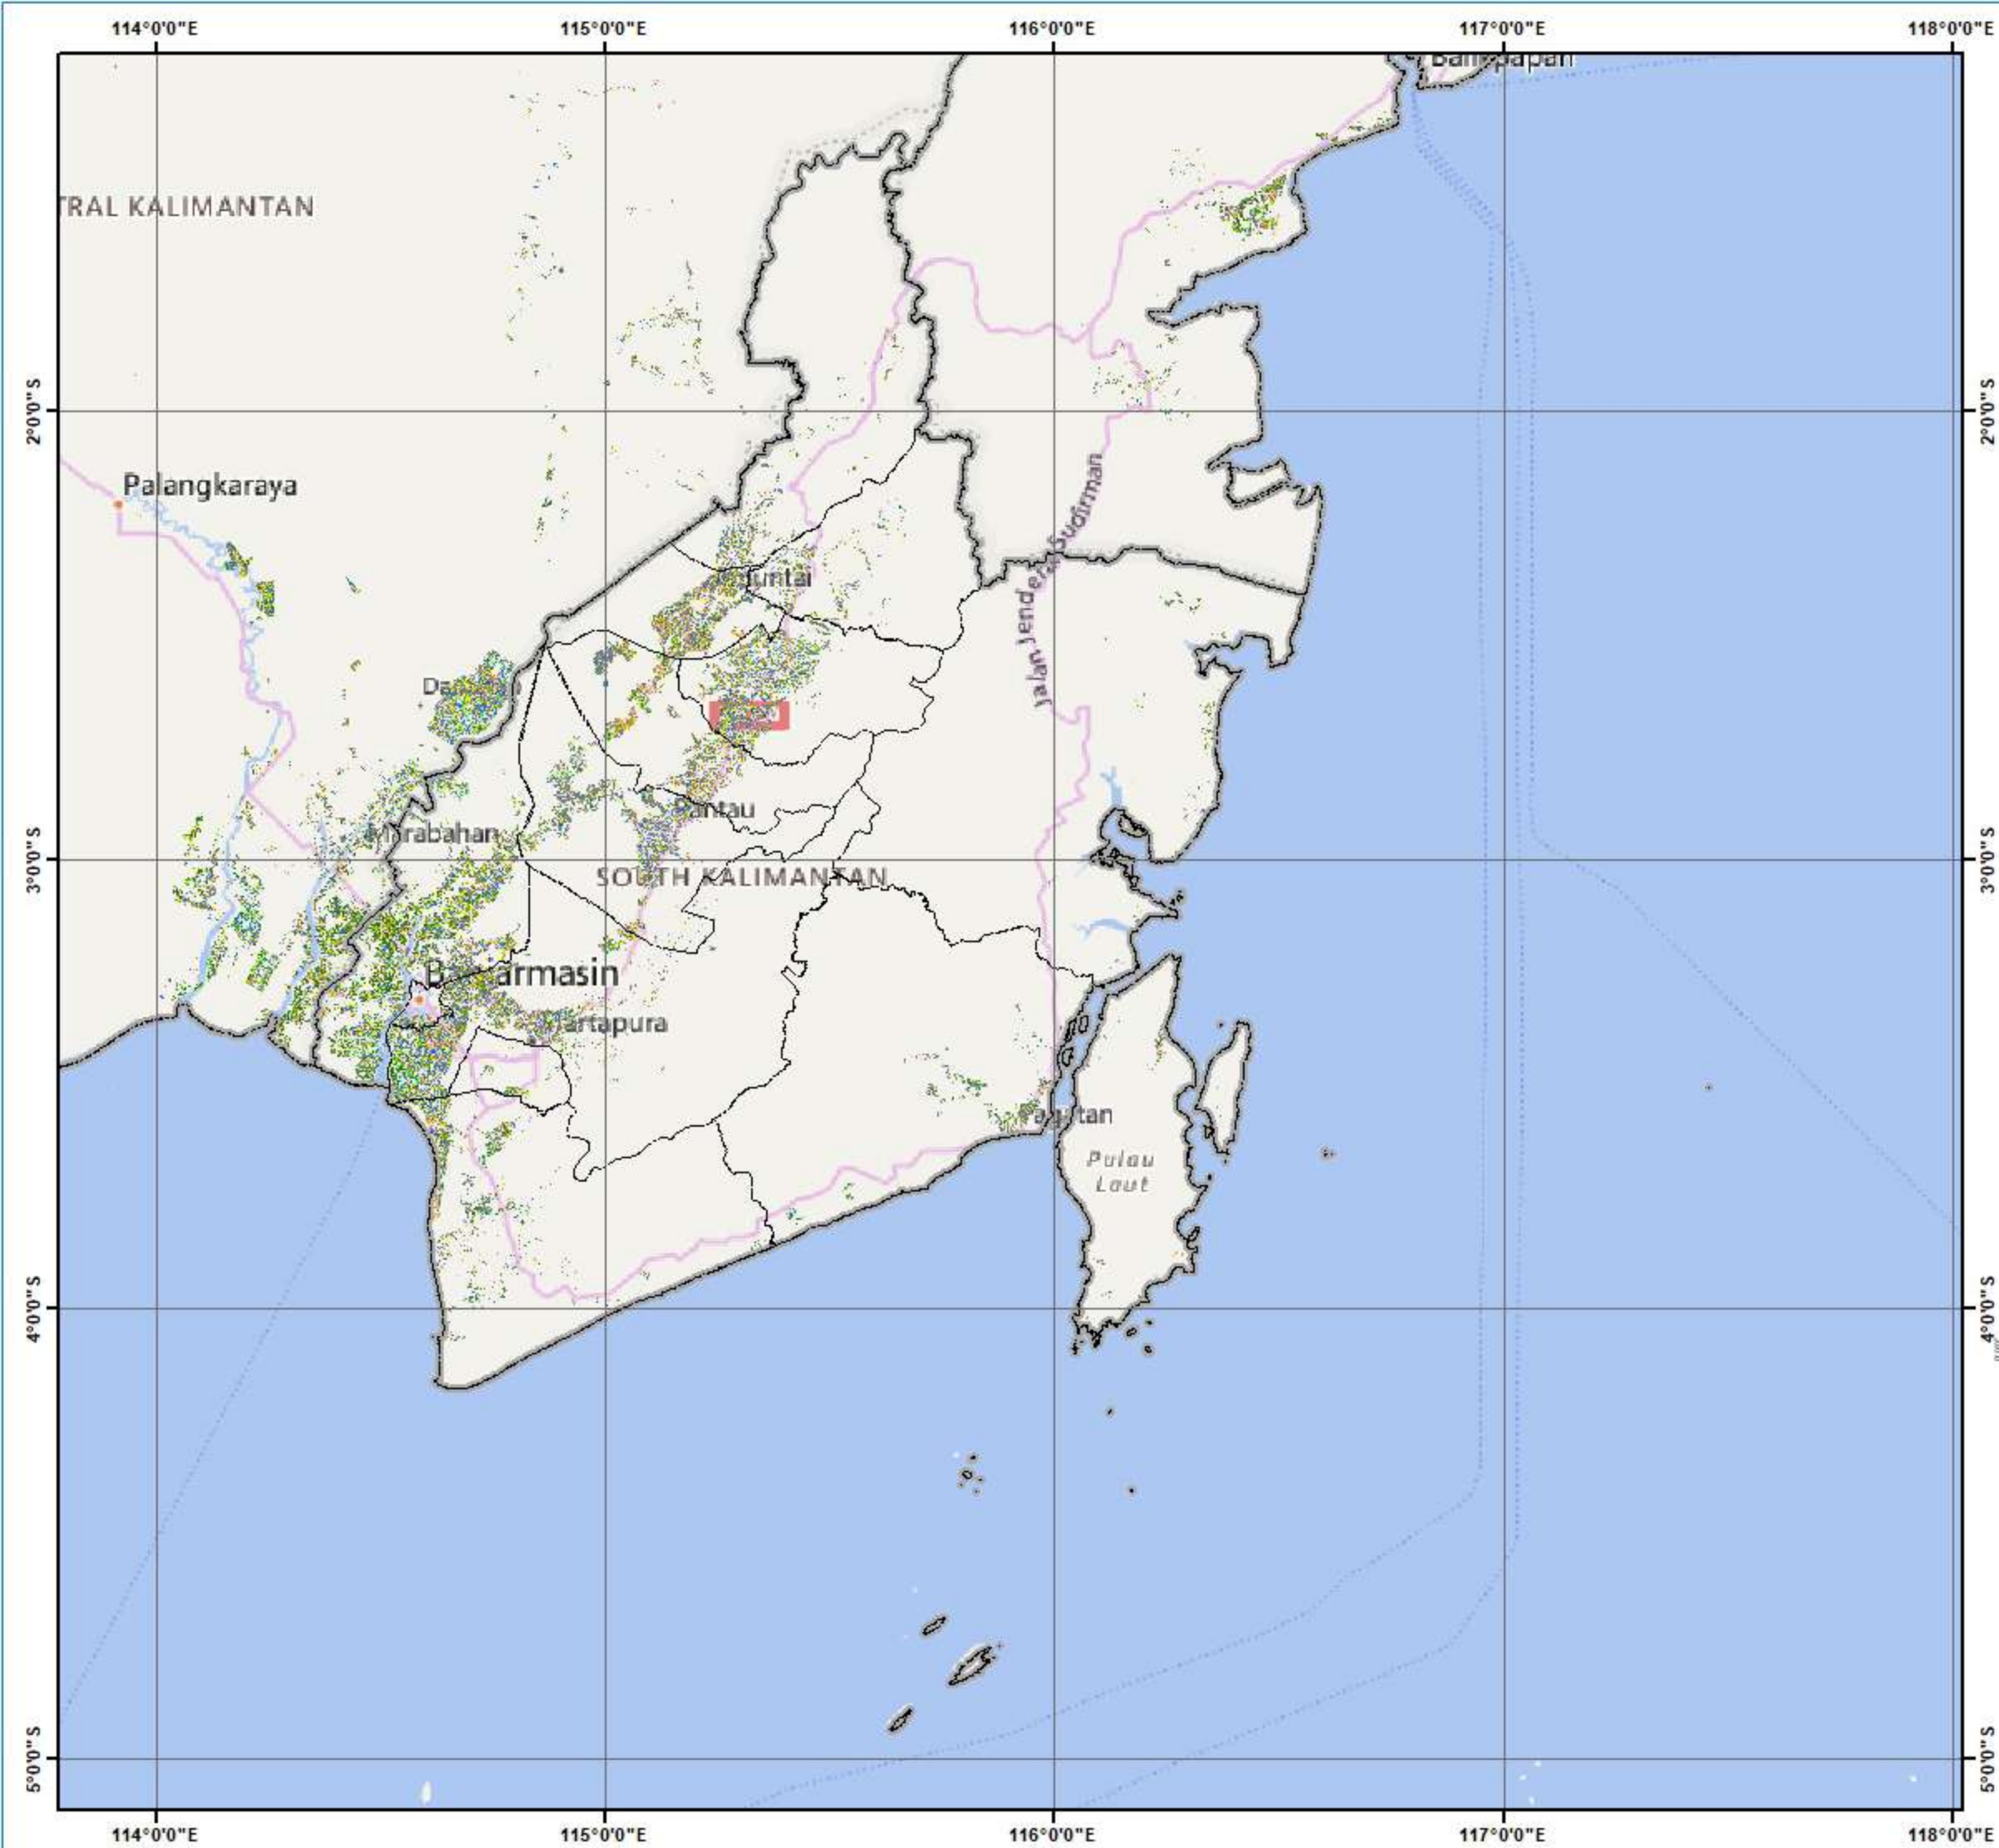 114°0'0"E
115°0'0"E
116°0'0"E
117°0'0"E
118°0'0"E
TRAL KALIMANTAN
2°0'0"S
2°0'0"S
Palangkaraya
Jalan Jenderal Sudirman
Rantau
Marabahan
3°0'0"S
3°0'0"S
SOUTH KALIMANTAN
Banjarmasin
Martapura
Pagatan
Pulau
Laut
4°0'0"S
4°0'0"S
5°0'0"S
5°0'0"S
114°0'0"E
115°0'0"E
116°0'0"E
117°0'0"E
118°0'0"E